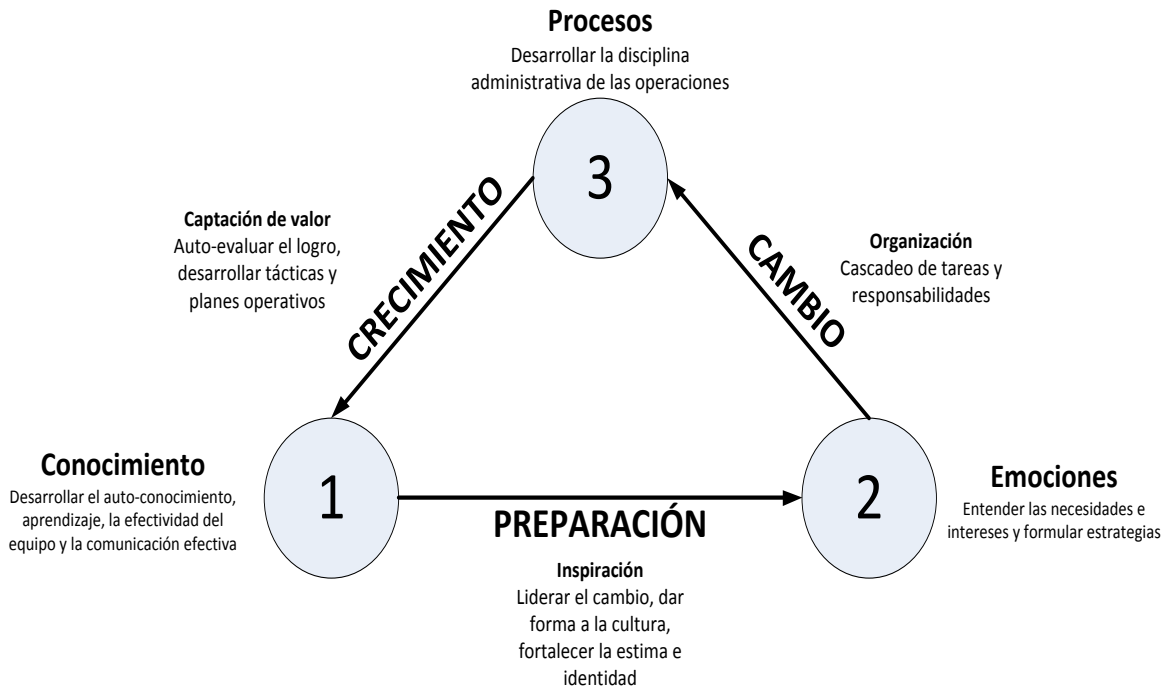 Procesos
Desarrollar la disciplina
administrativa de las operaciones
3
CRECIMIENTO
Captación de valor
Auto-evaluar el logro,
desarrollar tácticas y
planes operativos
CAMBIO
Organización
Cascadeo de tareas y
responsabilidades
Conocimiento
Desarrollar el auto-conocimiento,
aprendizaje, la efectividad del
equipo y la comunicación efectiva
1
PREPARACIÓN
Inspiración
Liderar el cambio, dar
forma a la cultura,
fortalecer la estima e
identidad
2
Emociones
Entender las necesidades e
intereses y formular estrategias